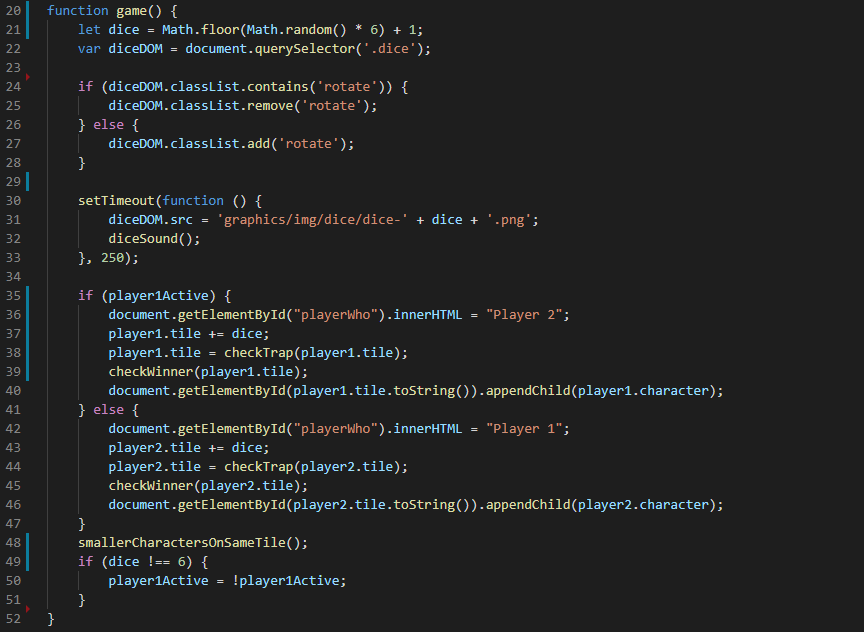 20 function game() {
21     let dice = Math.floor(Math.random() * 6) + 1;
22     var diceDOM = document.querySelector('.dice');
23
24     if (diceDOM.classList.contains('rotate')) {
25         diceDOM.classList.remove('rotate');
26     } else {
27         diceDOM.classList.add('rotate');
28     }
29
30     setTimeout(function () {
31         diceDOM.src = 'graphics/img/dice/dice-' + dice + '.png';
32         diceSound();
33     }, 250);
34
35     if (player1Active) {
36         document.getElementById("playerWho").innerHTML = "Player 2";
37         player1.tile += dice;
38         player1.tile = checkTrap(player1.tile);
39         checkWinner(player1.tile);
40         document.getElementById(player1.tile.toString()).appendChild(player1.character);
41     } else {
42         document.getElementById("playerWho").innerHTML = "Player 1";
43         player2.tile += dice;
44         player2.tile = checkTrap(player2.tile);
45         checkWinner(player2.tile);
46         document.getElementById(player2.tile.toString()).appendChild(player2.character);
47     }
48     smallerCharactersOnSameTile();
49     if (dice !== 6) {
50         player1Active = !player1Active;
51     }
52 }